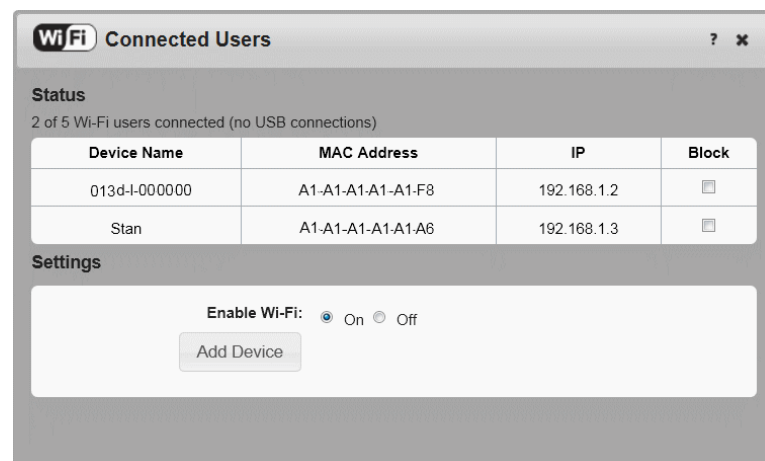 WiFi Connected Users ? ×
Status
2 of 5 Wi-Fi users connected (no USB connections)
Device Name MAC Address IP Block
013d-I-000000 A1-A1-A1-A1-A1-F8 192.168.1.2
Stan A1-A1-A1-A1-A1-A6 192.168.1.3
Settings
Enable Wi-Fi: On Off
Add Device